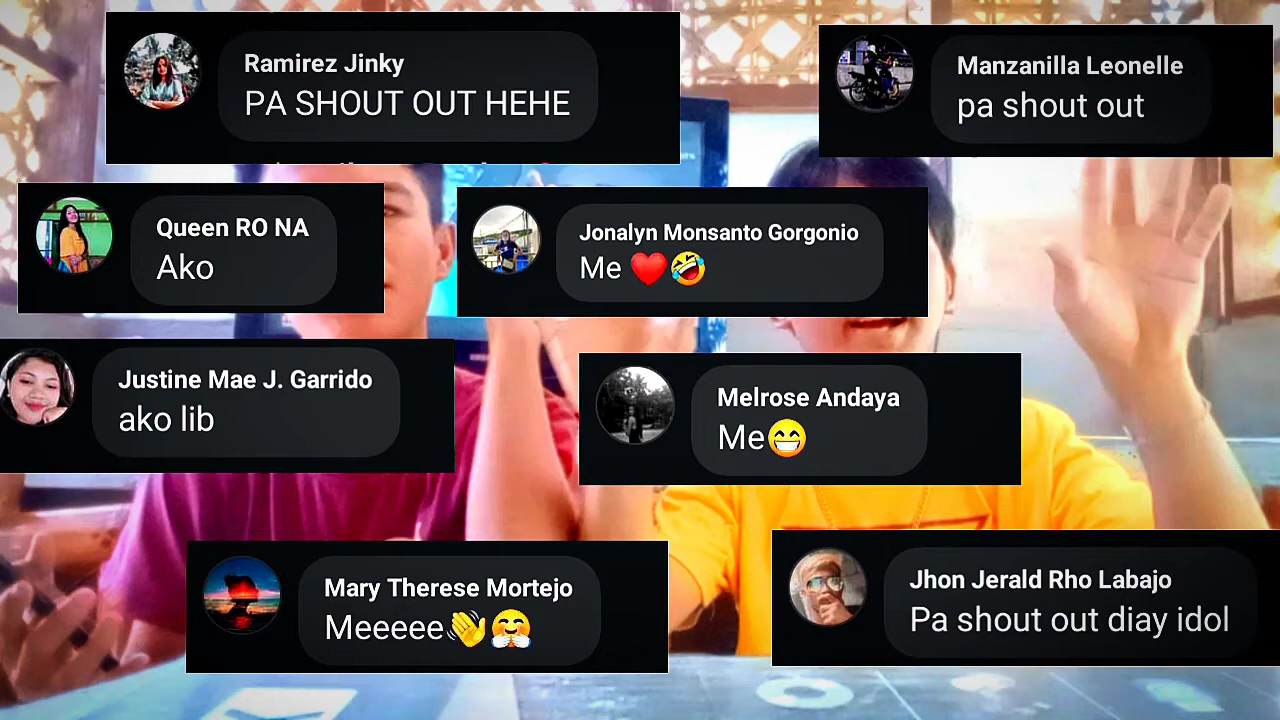 Ramirez Jinky
PA SHOUT OUT HEHE
Manzanilla Leonelle
pa shout out
Queen RO NA
Ako
Jonalyn Monsanto Gorgonio
Me ❤️🤣
Justine Mae J. Garrido
ako lib
Melrose Andaya
Me😁
Mary Therese Mortejo
Meeeee👋🤗
Jhon Jerald Rho Labajo
Pa shout out diay idol